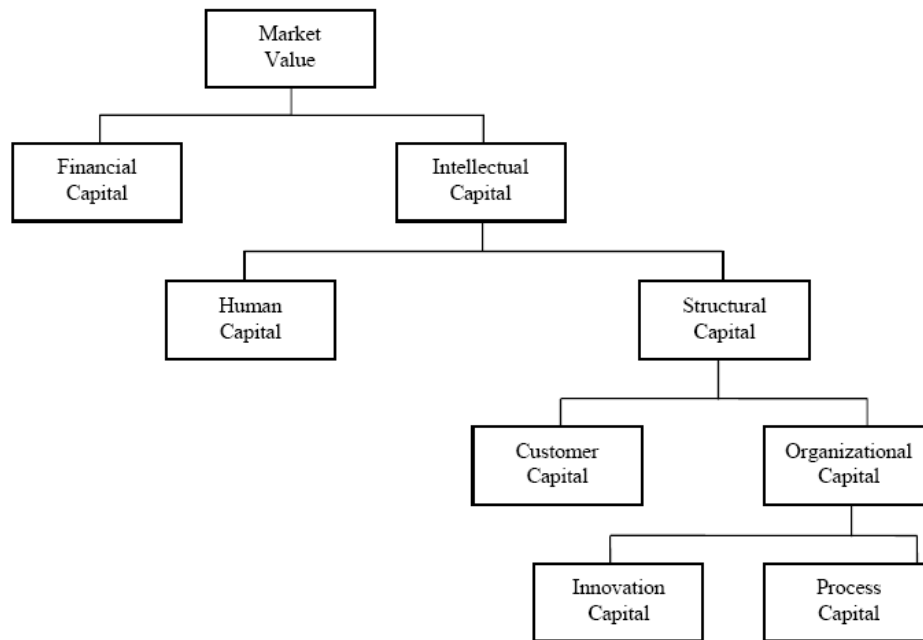 Market
Value
Financial
Capital
Intellectual
Capital
Human
Capital
Structural
Capital
Customer
Capital
Organizational
Capital
Innovation
Capital
Process
Capital